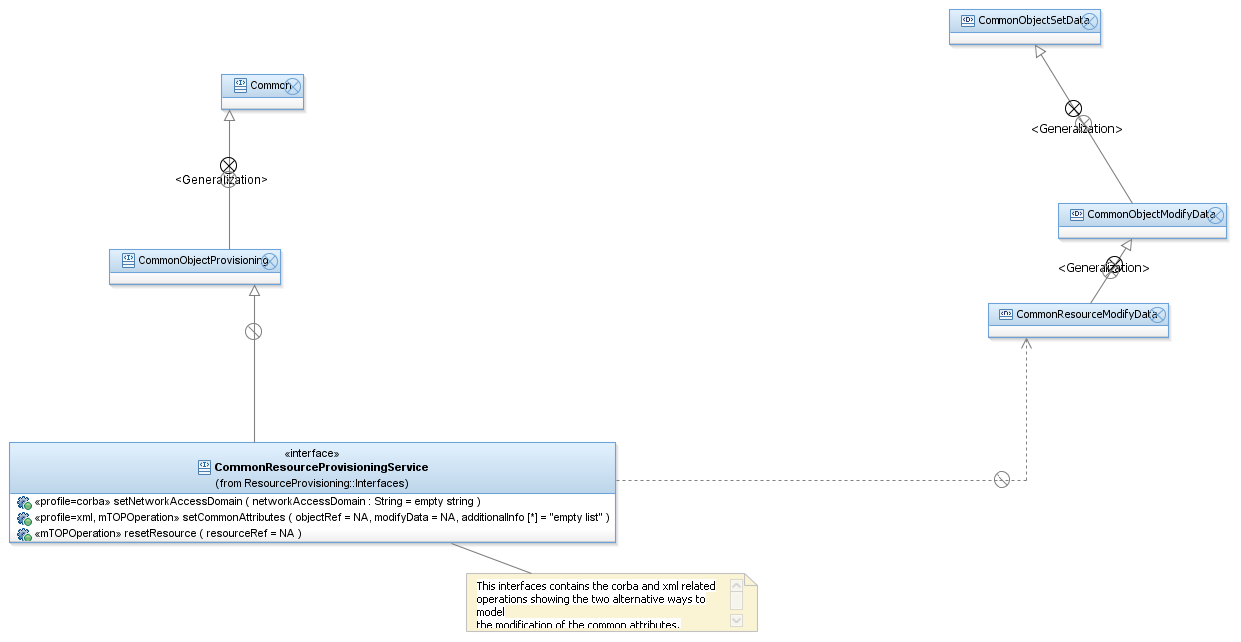 CommonObjectSetData
Common
<Generalization>
<Generalization>
CommonObjectModifyData
CommonObjectProvisioning
<Generalization>
CommonResourceModifyData
«interface»
CommonResourceProvisioningService
(from ResourceProvisioning::Interfaces)
«profile=corba» setNetworkAccessDomain ( networkAccessDomain : String = empty string )
«profile=xml, mTOPOperation» setCommonAttributes ( objectRef = NA, modifyData = NA, additionalInfo [*] = "empty list" )
«mTOPOperation» resetResource ( resourceRef = NA )
This interfaces contains the corba and xml related
operations showing the two alternative ways to
model
the modification of the common attributes.